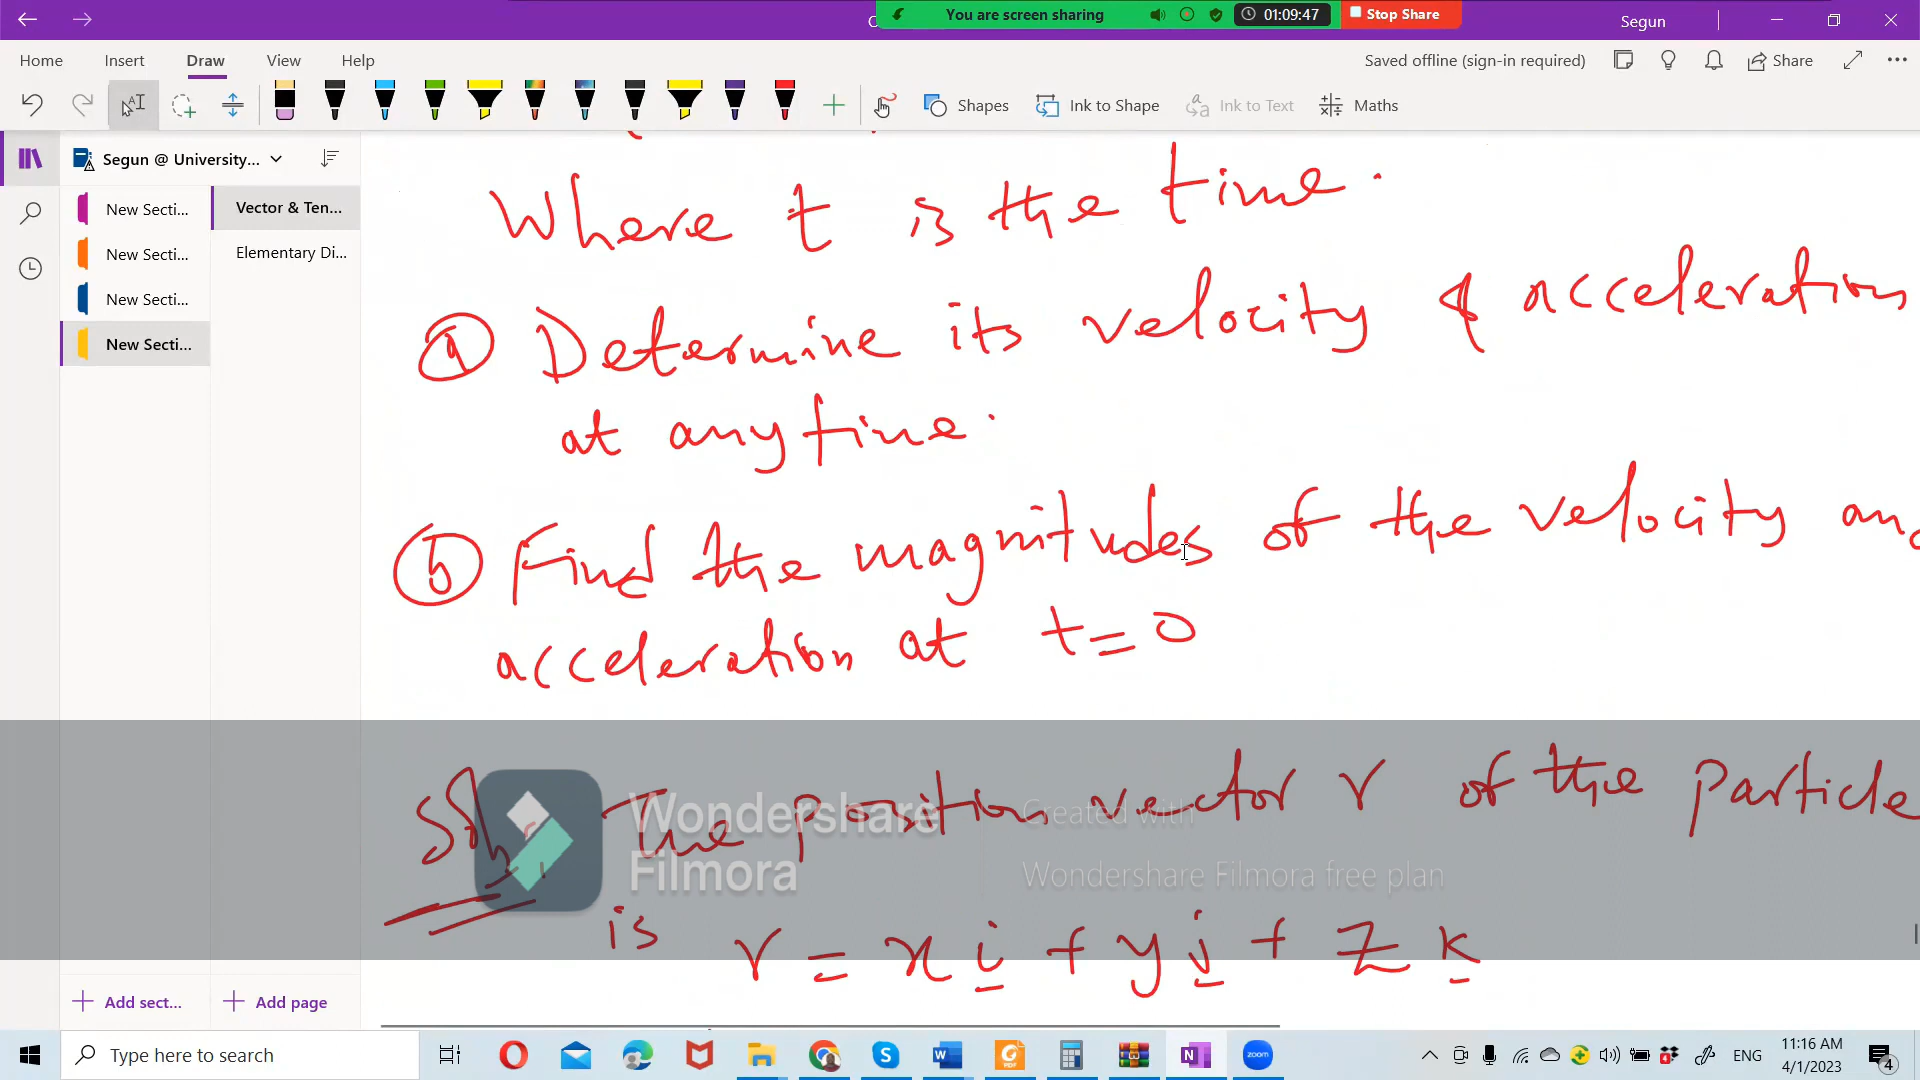 You are screen sharing
01:09:47
Stop Share
Segun
Home
Insert
Draw
View
Help
Saved offline (sign-in required)
Share
Shapes
Ink to Shape
Ink to Text
Maths
Segun @ University...
New Secti...
New Secti...
New Secti...
New Secti...
Vector & Ten...
Elementary Di...
Where t is the time.
a Determine its velocity & acceleration
at any time.
b Find the magnitudes of the velocity and
acceleration at t = 0
Wondershare
Filmora
Created with
Wondershare Filmora free plan
Sol, The position vector r of the particle
is r = x i + y j + z k
Add sect...
Add page
Type here to search
ENG
11:16 AM
4/1/2023
4